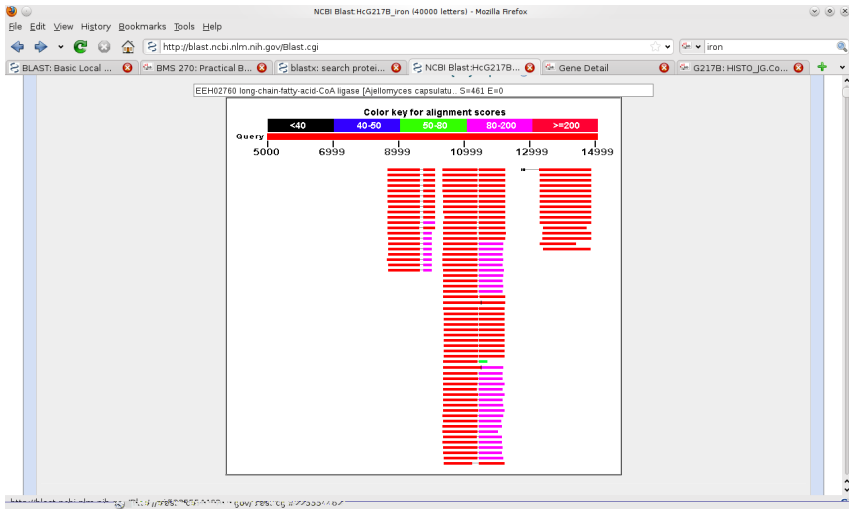 NCBI Blast:HcG217B_iron (40000 letters) - Mozilla Firefox
File Edit View History Bookmarks Tools Help
http://blast.ncbi.nlm.nih.gov/Blast.cgi iron
BLAST: Basic Local ... BMS 270: Practical B... blastx: search protei... NCBI Blast:HcG217B... Gene Detail G217B: HISTO_JG.Co...
EEH02760 long-chain-fatty-acid-CoA ligase [Ajellomyces capsulatu.. S=461 E=0
Color key for alignment scores
<40 40-50 50-80 80-200 >=200
Query
5000 6999 8999 10999 12999 14999